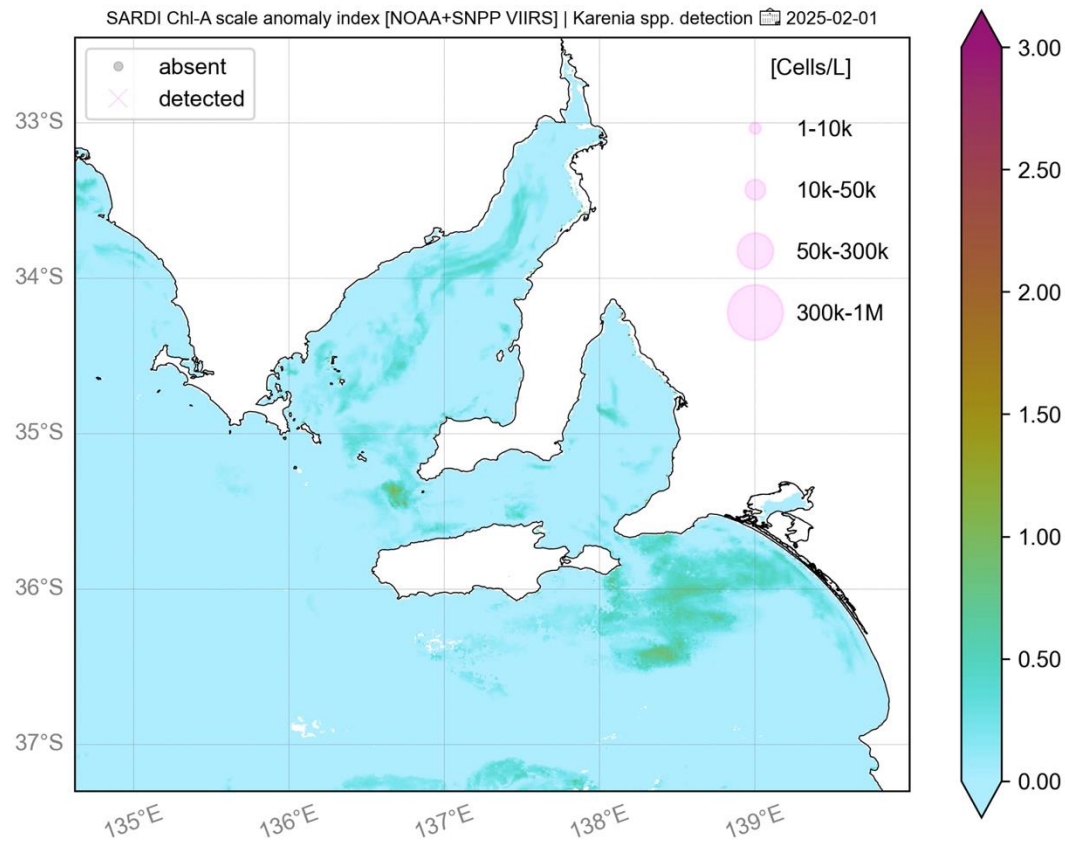 SARDI Chl-A scale anomaly index [NOAA+SNPP VIIRS] | Karenia spp. detection 📅 2025-02-01
absent
detected
[Cells/L]
1-10k
10k-50k
50k-300k
300k-1M
33°S
34°S
35°S
36°S
37°S
135°E
136°E
137°E
138°E
139°E
3.00
2.50
2.00
1.50
1.00
0.50
0.00